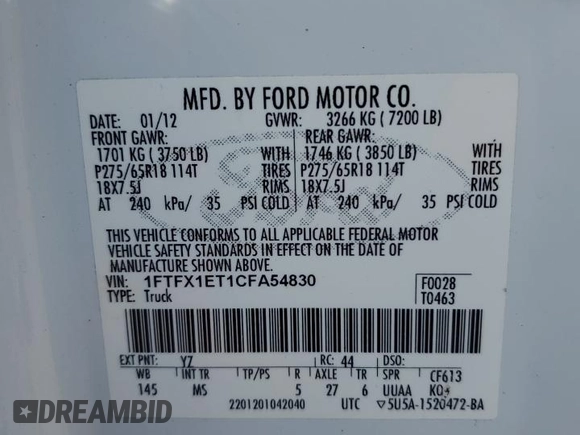 MFD. BY FORD MOTOR CO.
DATE: 01/12 GVWR: 3266 KG ( 7200 LB)
FRONT GAWR: REAR GAWR:
1701 KG ( 3750 LB) WITH 1746 KG ( 3850 LB) WITH
P275/65R18 114T TIRES P275/65R18 114T TIRES
18X7.5J RIMS 18X7.5J RIMS
AT 240 kPa/ 35 PSI COLD AT 240 kPa/ 35 PSI COLD
Ford
THIS VEHICLE CONFORMS TO ALL APPLICABLE FEDERAL MOTOR
VEHICLE SAFETY STANDARDS IN EFFECT ON THE DATE OF
MANUFACTURE SHOWN ABOVE.
VIN: 1FTFX1ET1CFA54830 F0028
TYPE: Truck T0463
EXT PNT: YZ RC: 44 DSO:
WB INT TR TP/PS R AXLE TR SPR CF613
145 MS 5 27 6 UUAA
2201201042040 UTC ▽5U5A-1520472-BA
DREAMBID